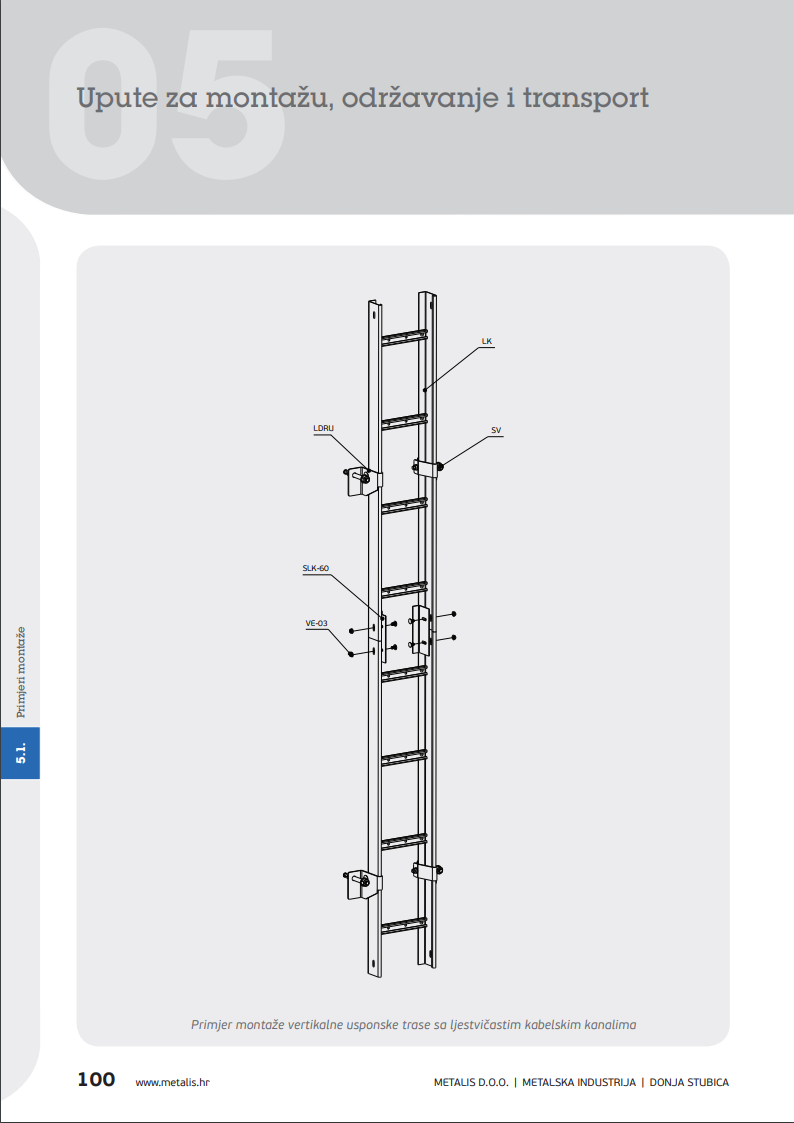 05
Upute za montažu, održavanje i transport
LK
LDRU
SV
SLK-60
VE-03
Primjeri montaže
5.1.
Primjer montaže vertikalne usponske trase sa ljestvičastim kabelskim kanalima
100 www.metalis.hr METALIS D.O.O. | METALSKA INDUSTRIJA | DONJA STUBICA